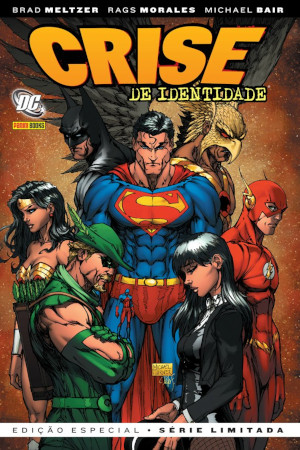 BRAD MELTZER RAGS MORALES MICHAEL BAIR
CRISE
DE IDENTIDADE
DC
PANINI BOOKS
S
EDIÇÃO ESPECIAL • SÉRIE LIMITADA